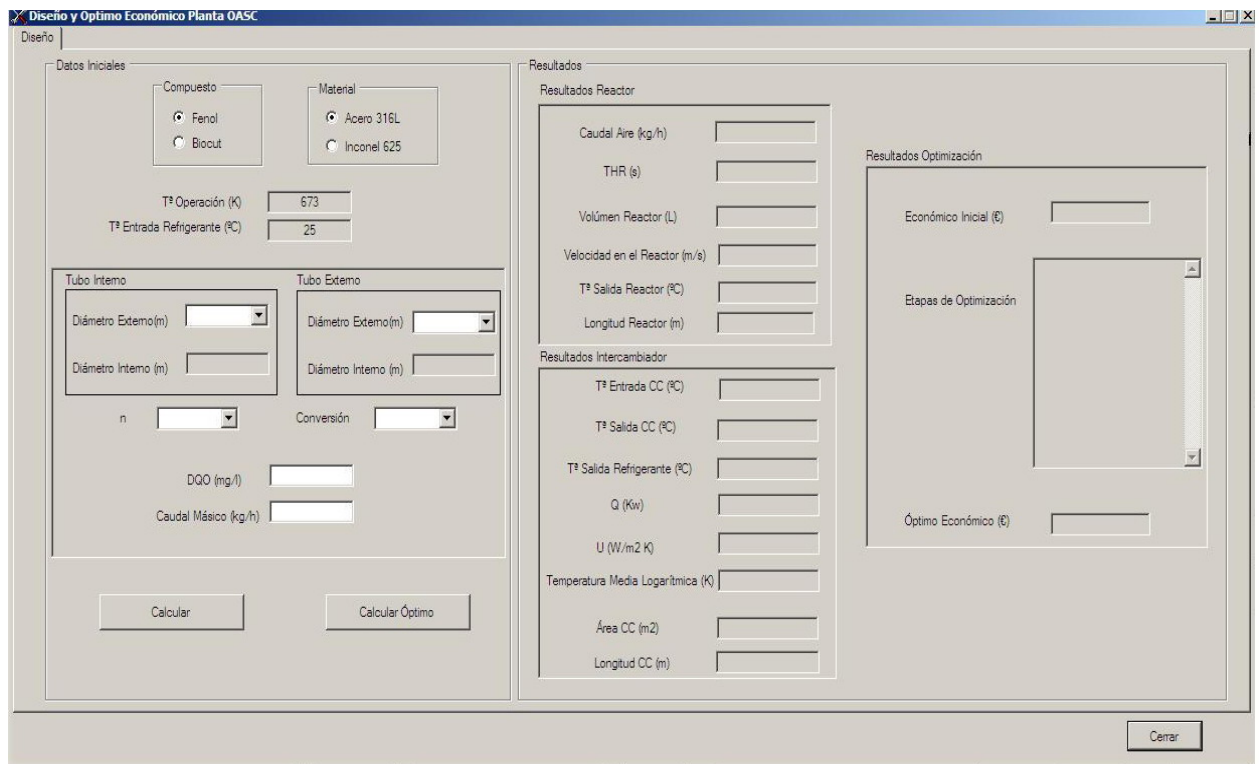 Diseño y Optimo Económico Planta OASC
Diseño
Datos Iniciales
Compuesto
Fenol
Biocut
Material
Acero 316L
Inconel 625
Tª Operación (K) 673
Tª Entrada Refrigerante (ºC) 25
Tubo Interno
Diámetro Externo(m)
Diámetro Interno (m)
Tubo Externo
Diámetro Externo(m)
Diámetro Interno (m)
n
Conversión
DQO (mg/l)
Caudal Másico (kg/h)
Calcular
Calcular Óptimo
Resultados
Resultados Reactor
Caudal Aire (kg/h)
THR (s)
Volúmen Reactor (L)
Velocidad en el Reactor (m/s)
Tª Salida Reactor (ºC)
Longitud Reactor (m)
Resultados Intercambiador
Tª Entrada CC (ºC)
Tª Salida CC (ºC)
Tª Salida Refrigerante (ºC)
Q (Kw)
U (W/m2 K)
Temperatura Media Logarítmica (K)
Área CC (m2)
Longitud CC (m)
Resultados Optimización
Económico Inicial (€)
Etapas de Optimización
Óptimo Económico (€)
Cerrar